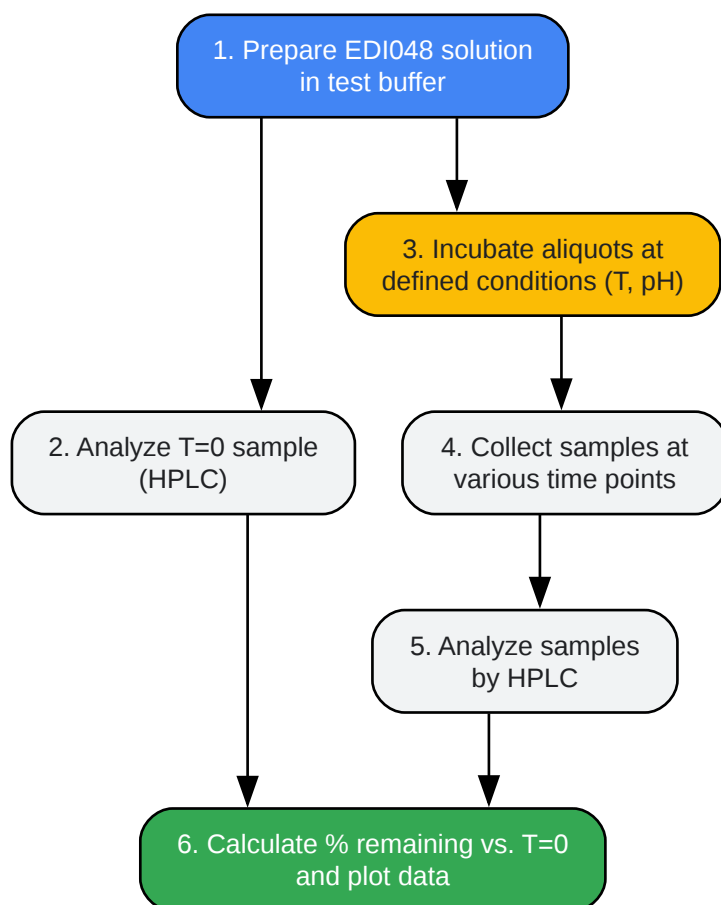 1. Prepare EDI048 solution
in test buffer
3. Incubate aliquots at
defined conditions (T, pH)
2. Analyze T=0 sample
(HPLC)
4. Collect samples at
various time points
5. Analyze samples
by HPLC
6. Calculate % remaining vs. T=0
and plot data